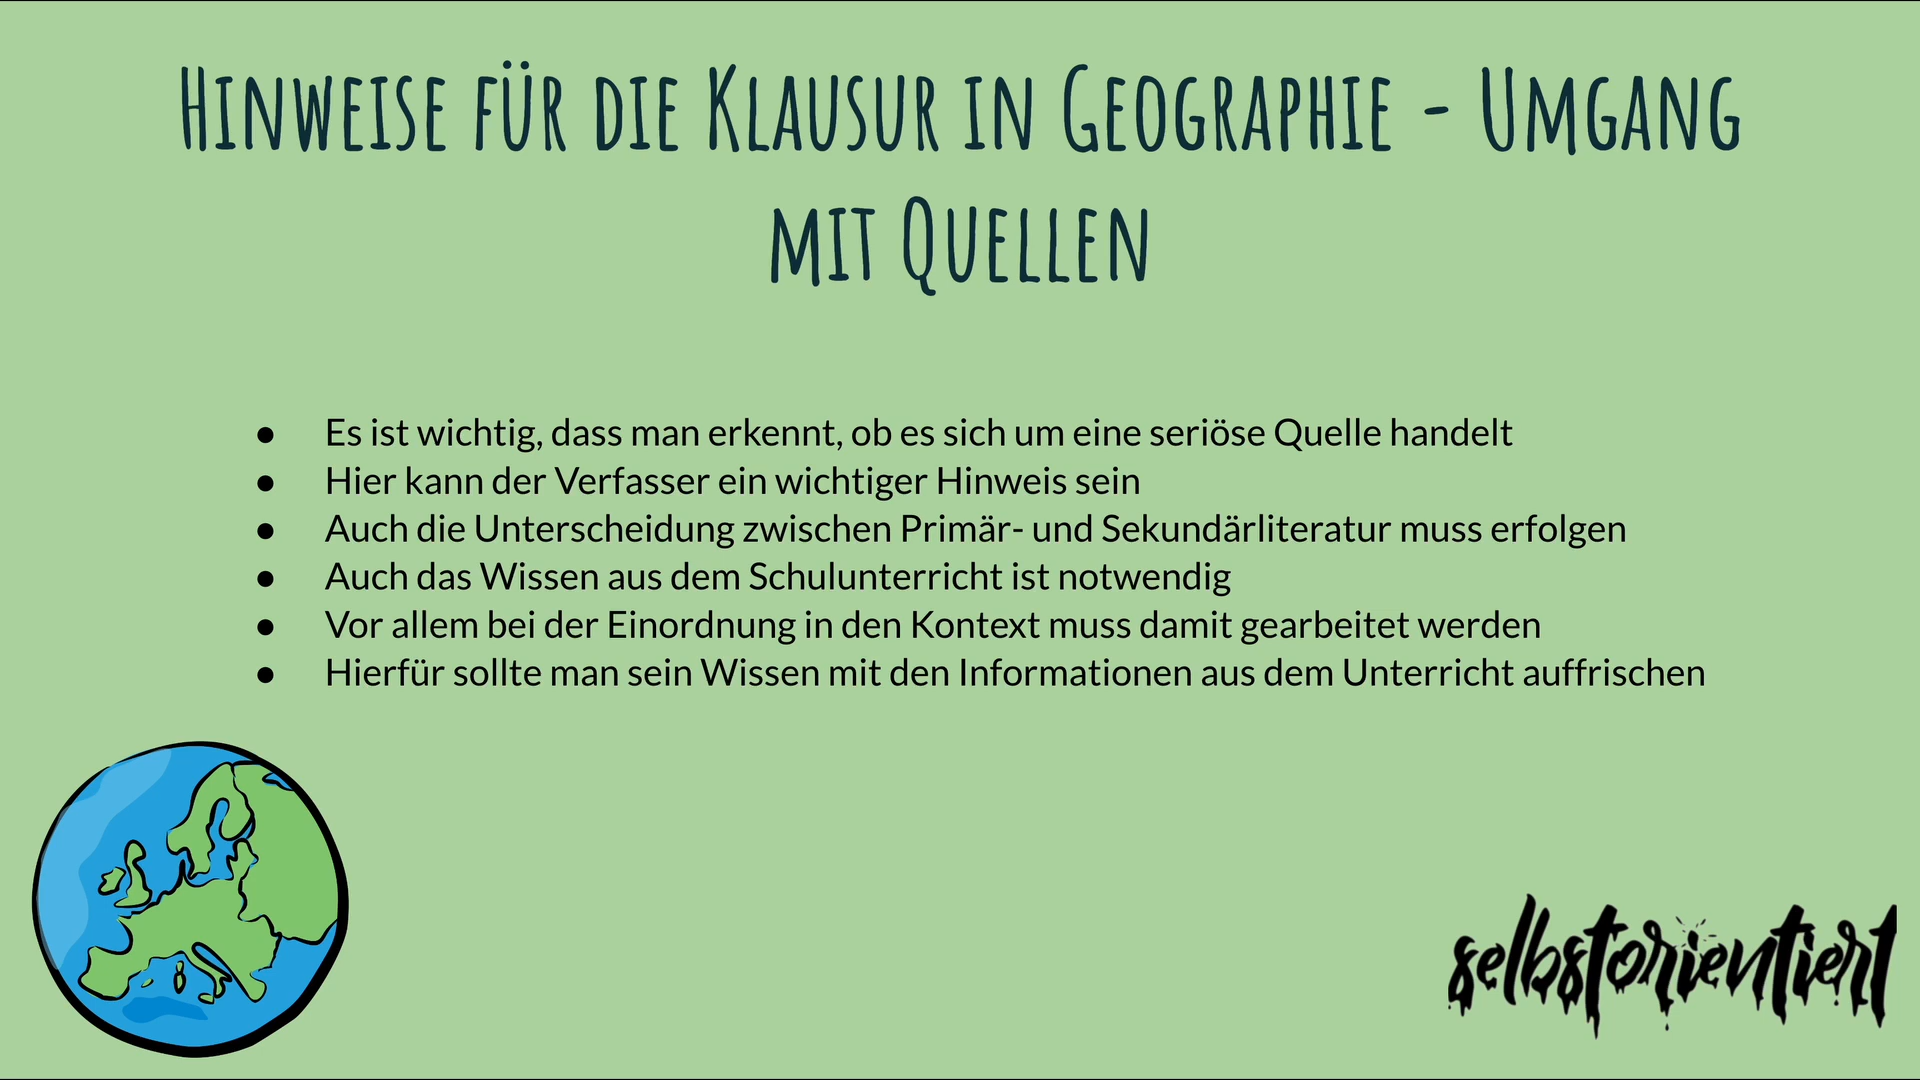 Hinweise für die Klausur in Geographie - Umgang
mit Quellen
● Es ist wichtig, dass man erkennt, ob es sich um eine seriöse Quelle handelt
● Hier kann der Verfasser ein wichtiger Hinweis sein
● Auch die Unterscheidung zwischen Primär- und Sekundärliteratur muss erfolgen
● Auch das Wissen aus dem Schulunterricht ist notwendig
● Vor allem bei der Einordnung in den Kontext muss damit gearbeitet werden
● Hierfür sollte man sein Wissen mit den Informationen aus dem Unterricht auffrischen
selbstorientiert